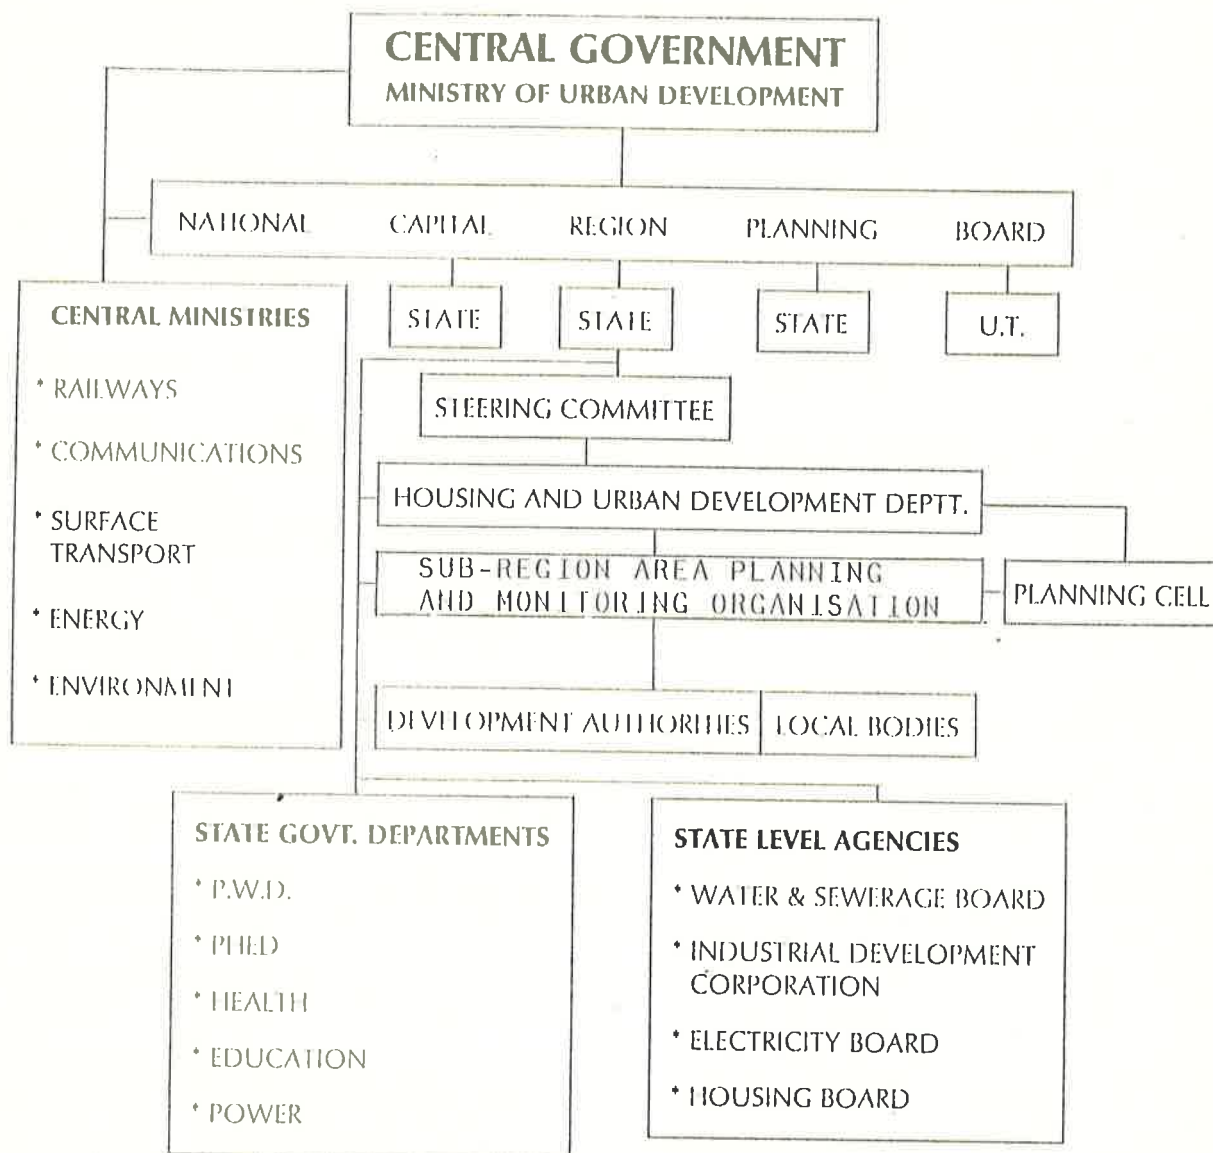 CENTRAL GOVERNMENT
MINISTRY OF URBAN DEVELOPMENT
NATIONAL CAPITAL REGION PLANNING BOARD
STATE
STATE
STATE
U.T.
CENTRAL MINISTRIES
* RAILWAYS
* COMMUNICATIONS
* SURFACE
TRANSPORT
* ENERGY
* ENVIRONMENT
STEERING COMMITTEE
HOUSING AND URBAN DEVELOPMENT DEPTT.
SUB-REGION AREA PLANNING
AND MONITORING ORGANISATION
PLANNING CELL
DEVELOPMENT AUTHORITIES
LOCAL BODIES
STATE GOVT. DEPARTMENTS
* P.W.D.
* PHED
* HEALTH
* EDUCATION
* POWER
STATE LEVEL AGENCIES
* WATER & SEWERAGE BOARD
* INDUSTRIAL DEVELOPMENT
CORPORATION
* ELECTRICITY BOARD
* HOUSING BOARD